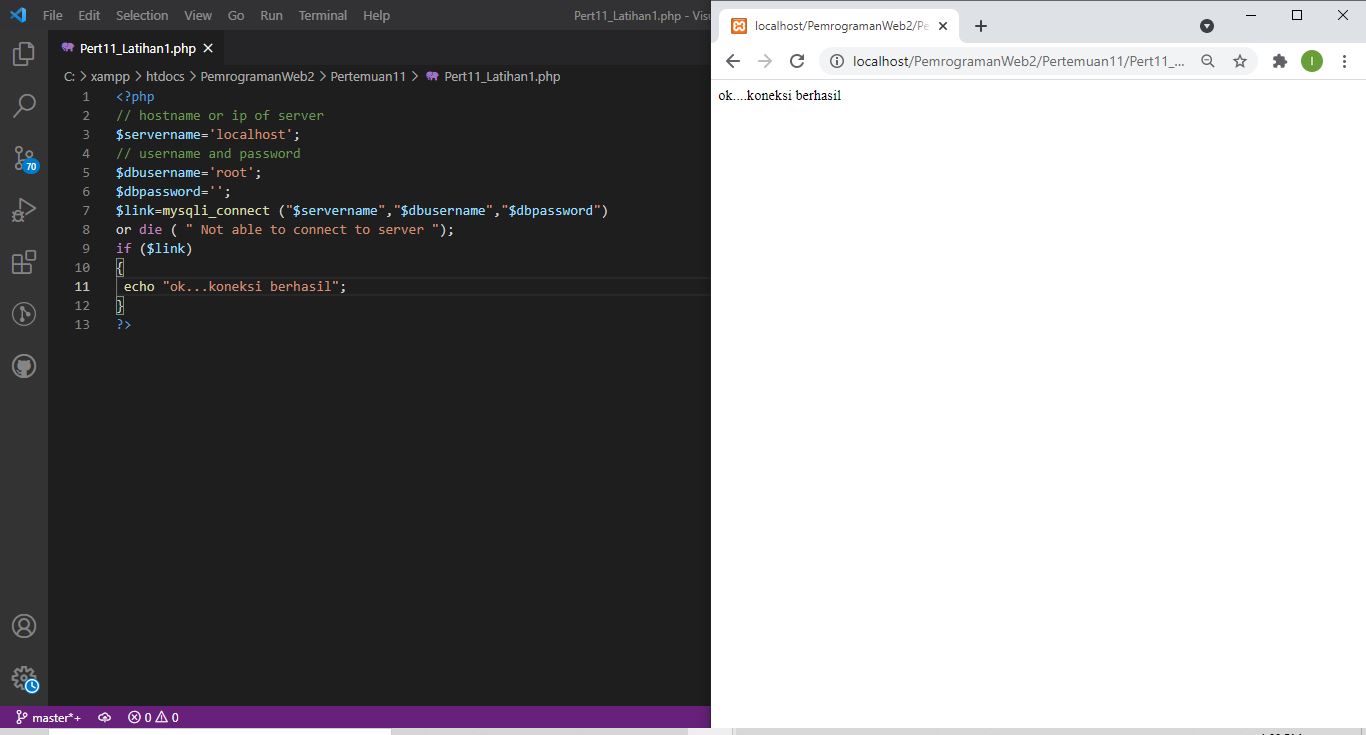 File Edit Selection View Go Run Terminal Help Pert11_Latihan1.php - Visu
Pert11_Latihan1.php
C: > xampp > htdocs > PemrogramanWeb2 > Pertemuan11 > Pert11_Latihan1.php
1 <?php
2 // hostname or ip of server
3 $servername='localhost';
4 // username and password
5 $dbusername='root';
6 $dbpassword='';
7 $link=mysqli_connect ("$servername","$dbusername","$dbpassword")
8 or die ( " Not able to connect to server ");
9 if ($link)
10 {
11 echo "ok...koneksi berhasil";
12 }
13 ?>
70
master*+ 0 0
localhost/PemrogramanWeb2/Pe
localhost/PemrogramanWeb2/Pertemuan11/Pert11_...
I
ok....koneksi berhasil